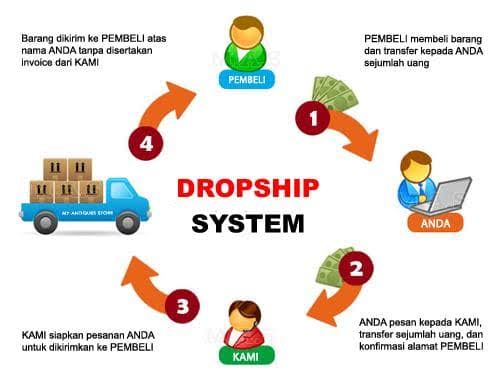 Barang dikirim ke PEMBELI atas
nama ANDA tanpa disertakan
invoice dari KAMI
PEMBELI
PEMBELI membeli barang
dan transfer kepada ANDA
sejumlah uang
4
1
DROPSHIP
SYSTEM
MY ANTIQUES STORE
ANDA
3
2
KAMI siapkan pesanan ANDA
untuk dikirimkan ke PEMBELI
KAMI
ANDA pesan kepada KAMI,
transfer sejumlah uang, dan
konfirmasi alamat PEMBELI